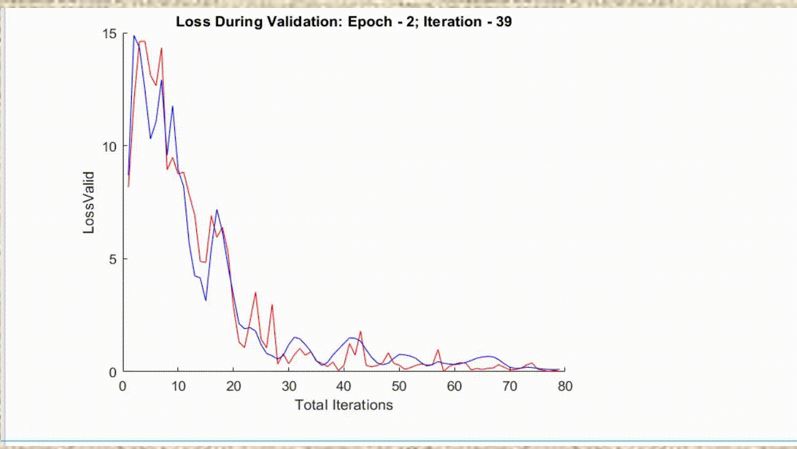 Loss During Validation: Epoch - 2; Iteration - 39
15
10
5
0
LossValid
0 10 20 30 40 50 60 70 80
Total Iterations